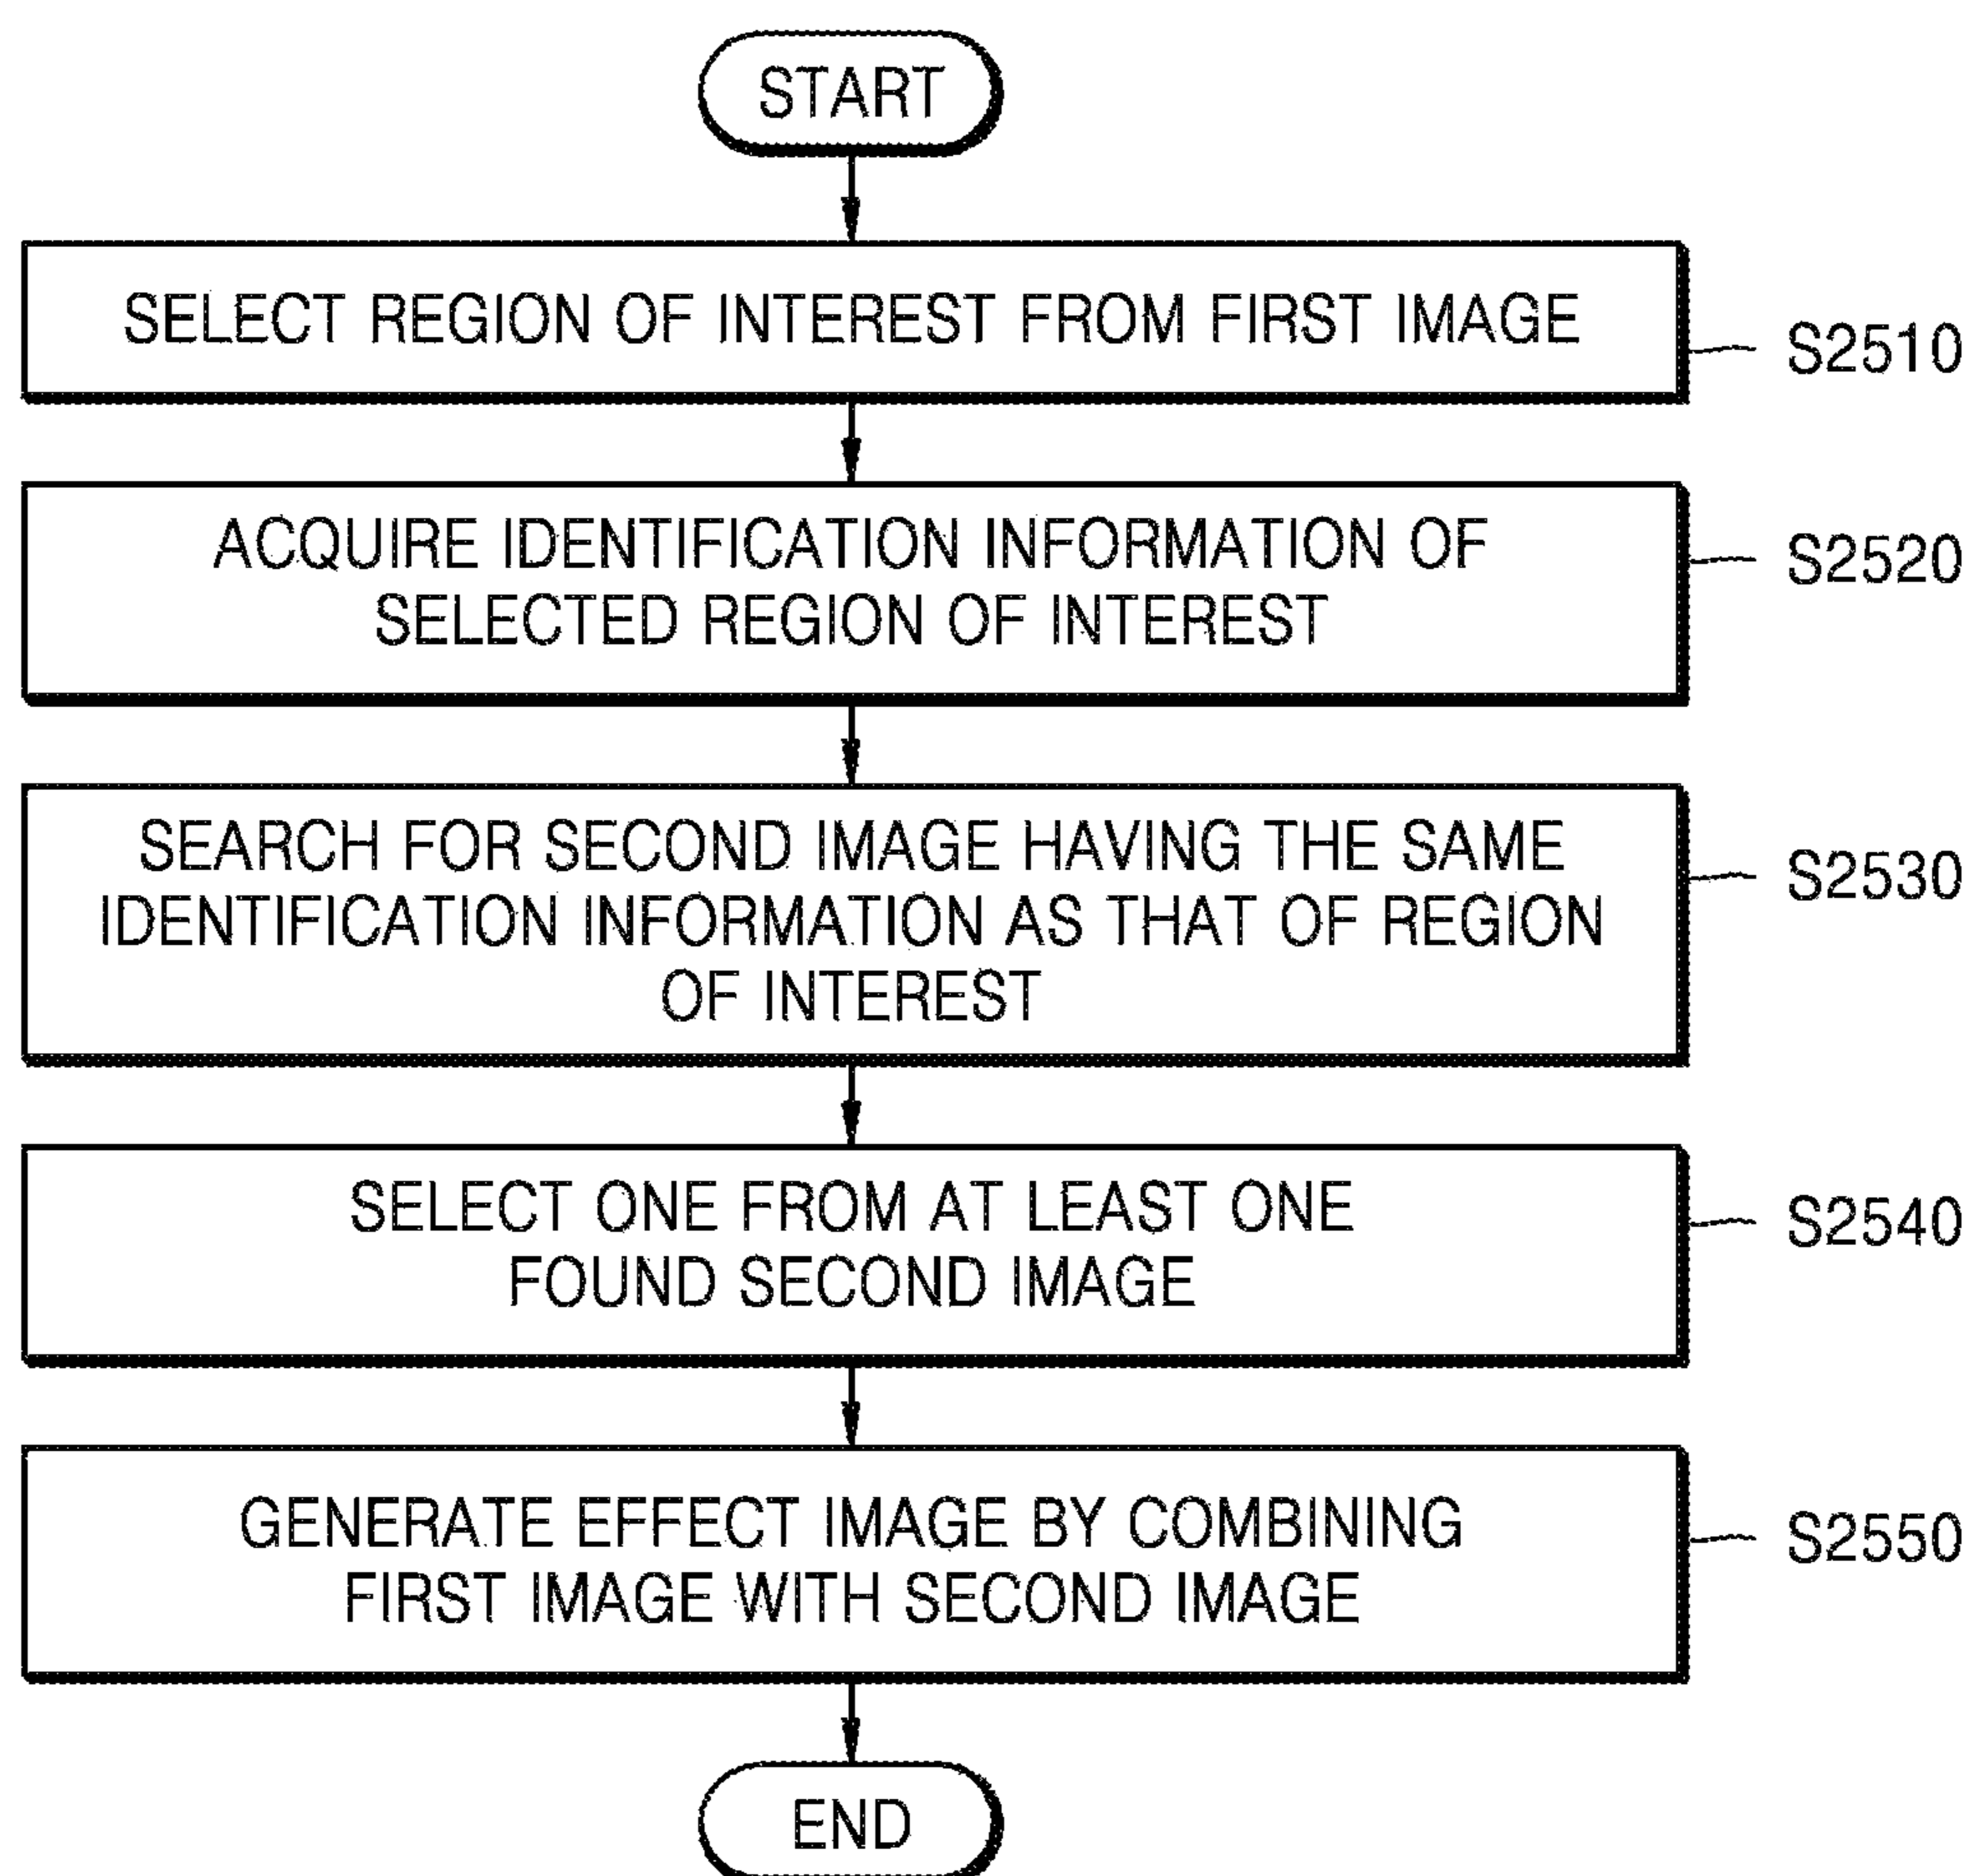 START
SELECT REGION OF INTEREST FROM FIRST IMAGE
S2510
ACQUIRE IDENTIFICATION INFORMATION OF
SELECTED REGION OF INTEREST
S2520
SEARCH FOR SECOND IMAGE HAVING THE SAME
IDENTIFICATION INFORMATION AS THAT OF REGION
OF INTEREST
S2530
SELECT ONE FROM AT LEAST ONE
FOUND SECOND IMAGE
S2540
GENERATE EFFECT IMAGE BY COMBINING
FIRST IMAGE WITH SECOND IMAGE
S2550
END